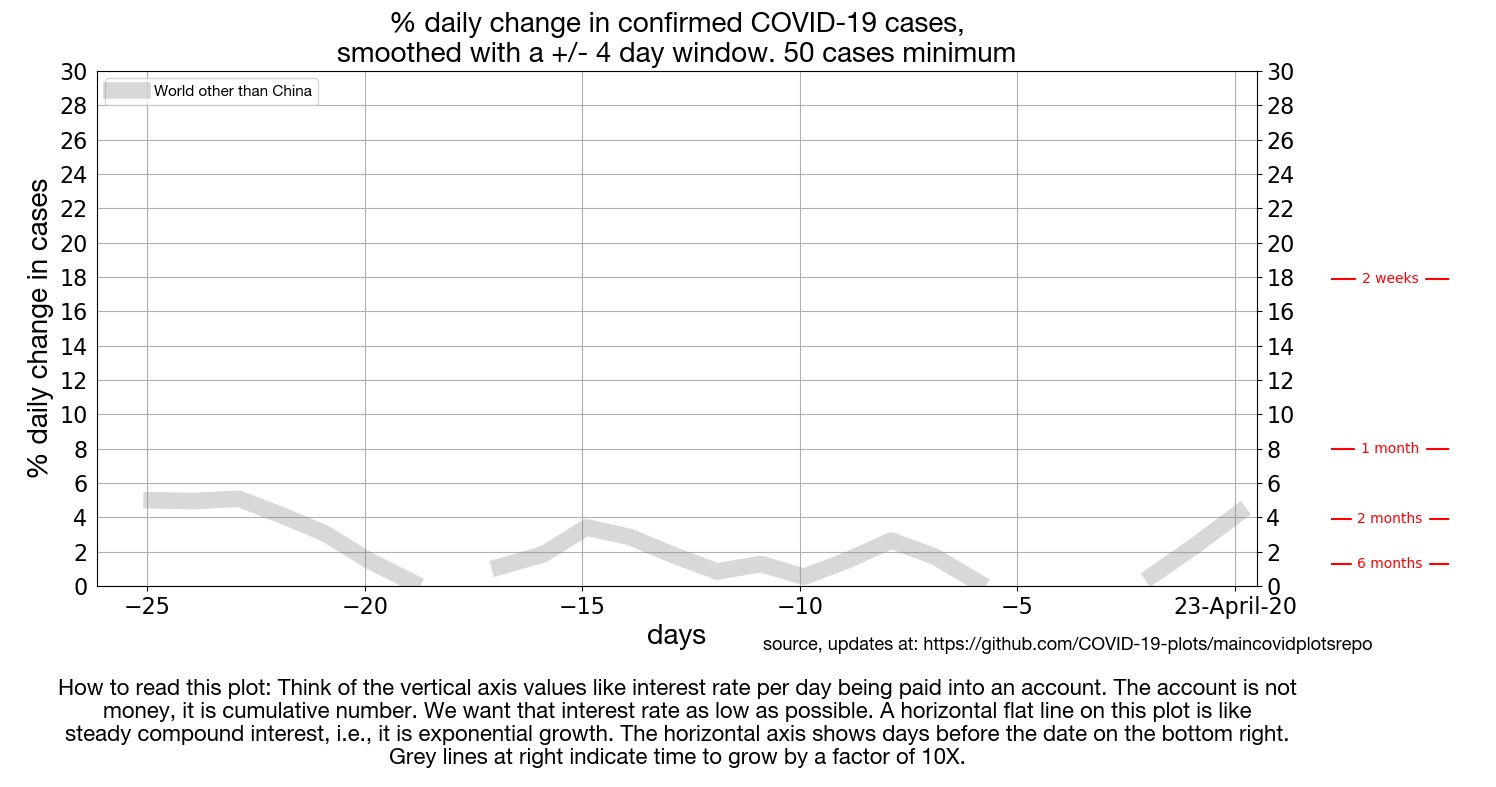 % daily change in confirmed COVID-19 cases,
smoothed with a +/- 4 day window. 50 cases minimum
30
28
26
24
22
20
18
16
14
12
10
8
6
4
2
0
% daily change in cases
World other than China
30
28
26
24
22
20
18
16
14
12
10
8
6
4
2
0
2 weeks
1 month
2 months
6 months
−25
−20
−15
−10
−5
23-April-20
days
source, updates at: https://github.com/COVID-19-plots/maincovidplotsrepo
How to read this plot: Think of the vertical axis values like interest rate per day being paid into an account. The account is not
money, it is cumulative number. We want that interest rate as low as possible. A horizontal flat line on this plot is like
steady compound interest, i.e., it is exponential growth. The horizontal axis shows days before the date on the bottom right.
Grey lines at right indicate time to grow by a factor of 10X.